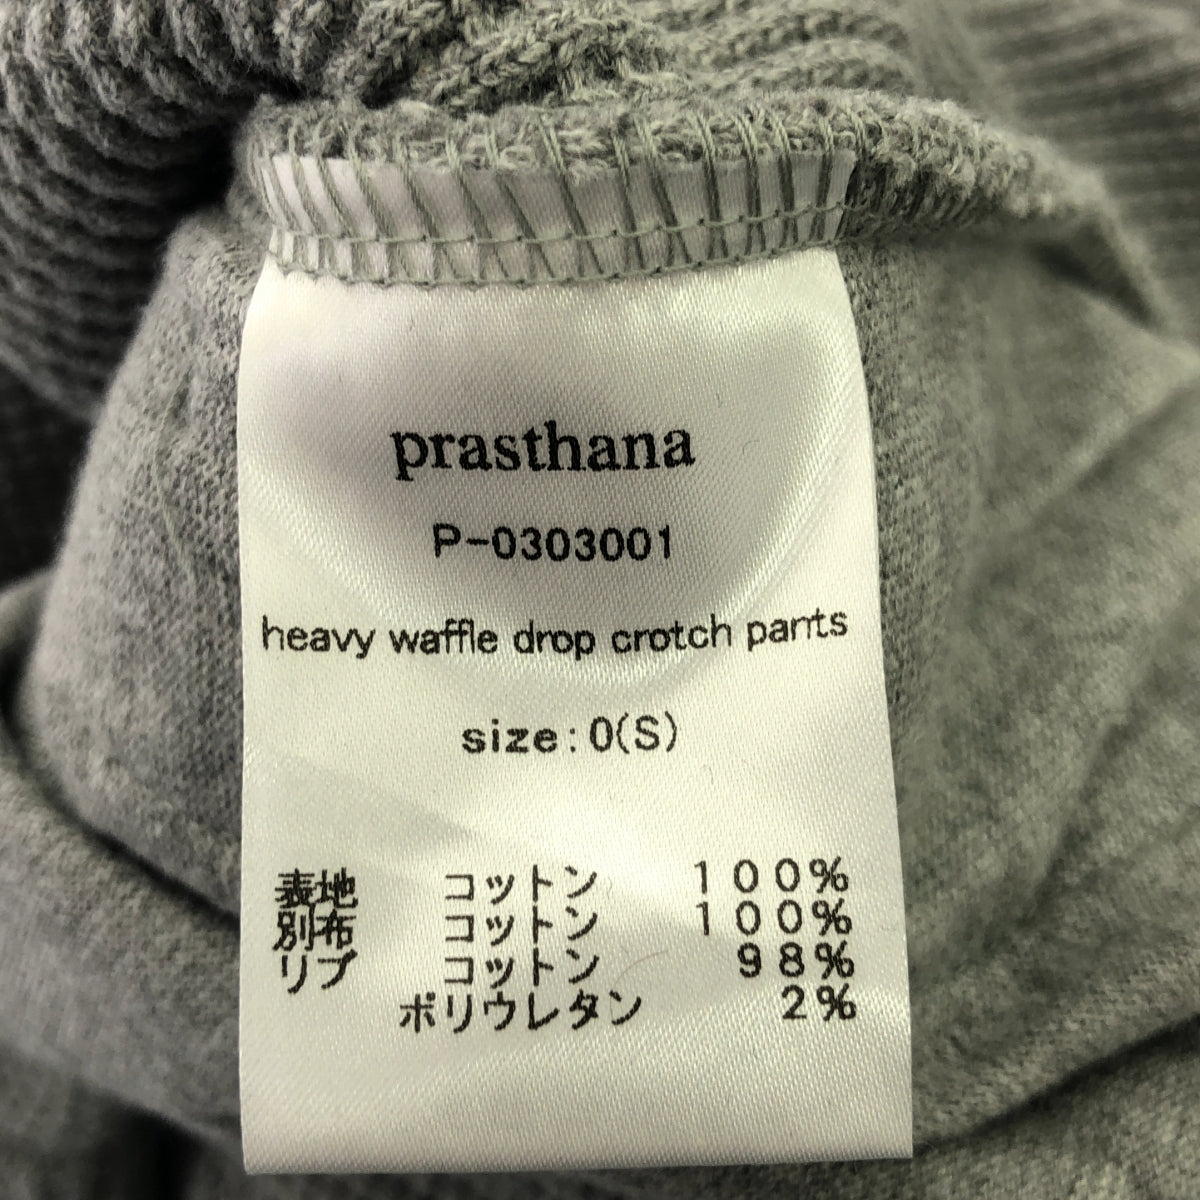 prasthana
P-0303001
heavy waffle drop crotch pants
size:0(S)
表地 コットン 100%
別布 コットン 100%
リブ コットン 98%
ポリウレタン 2%